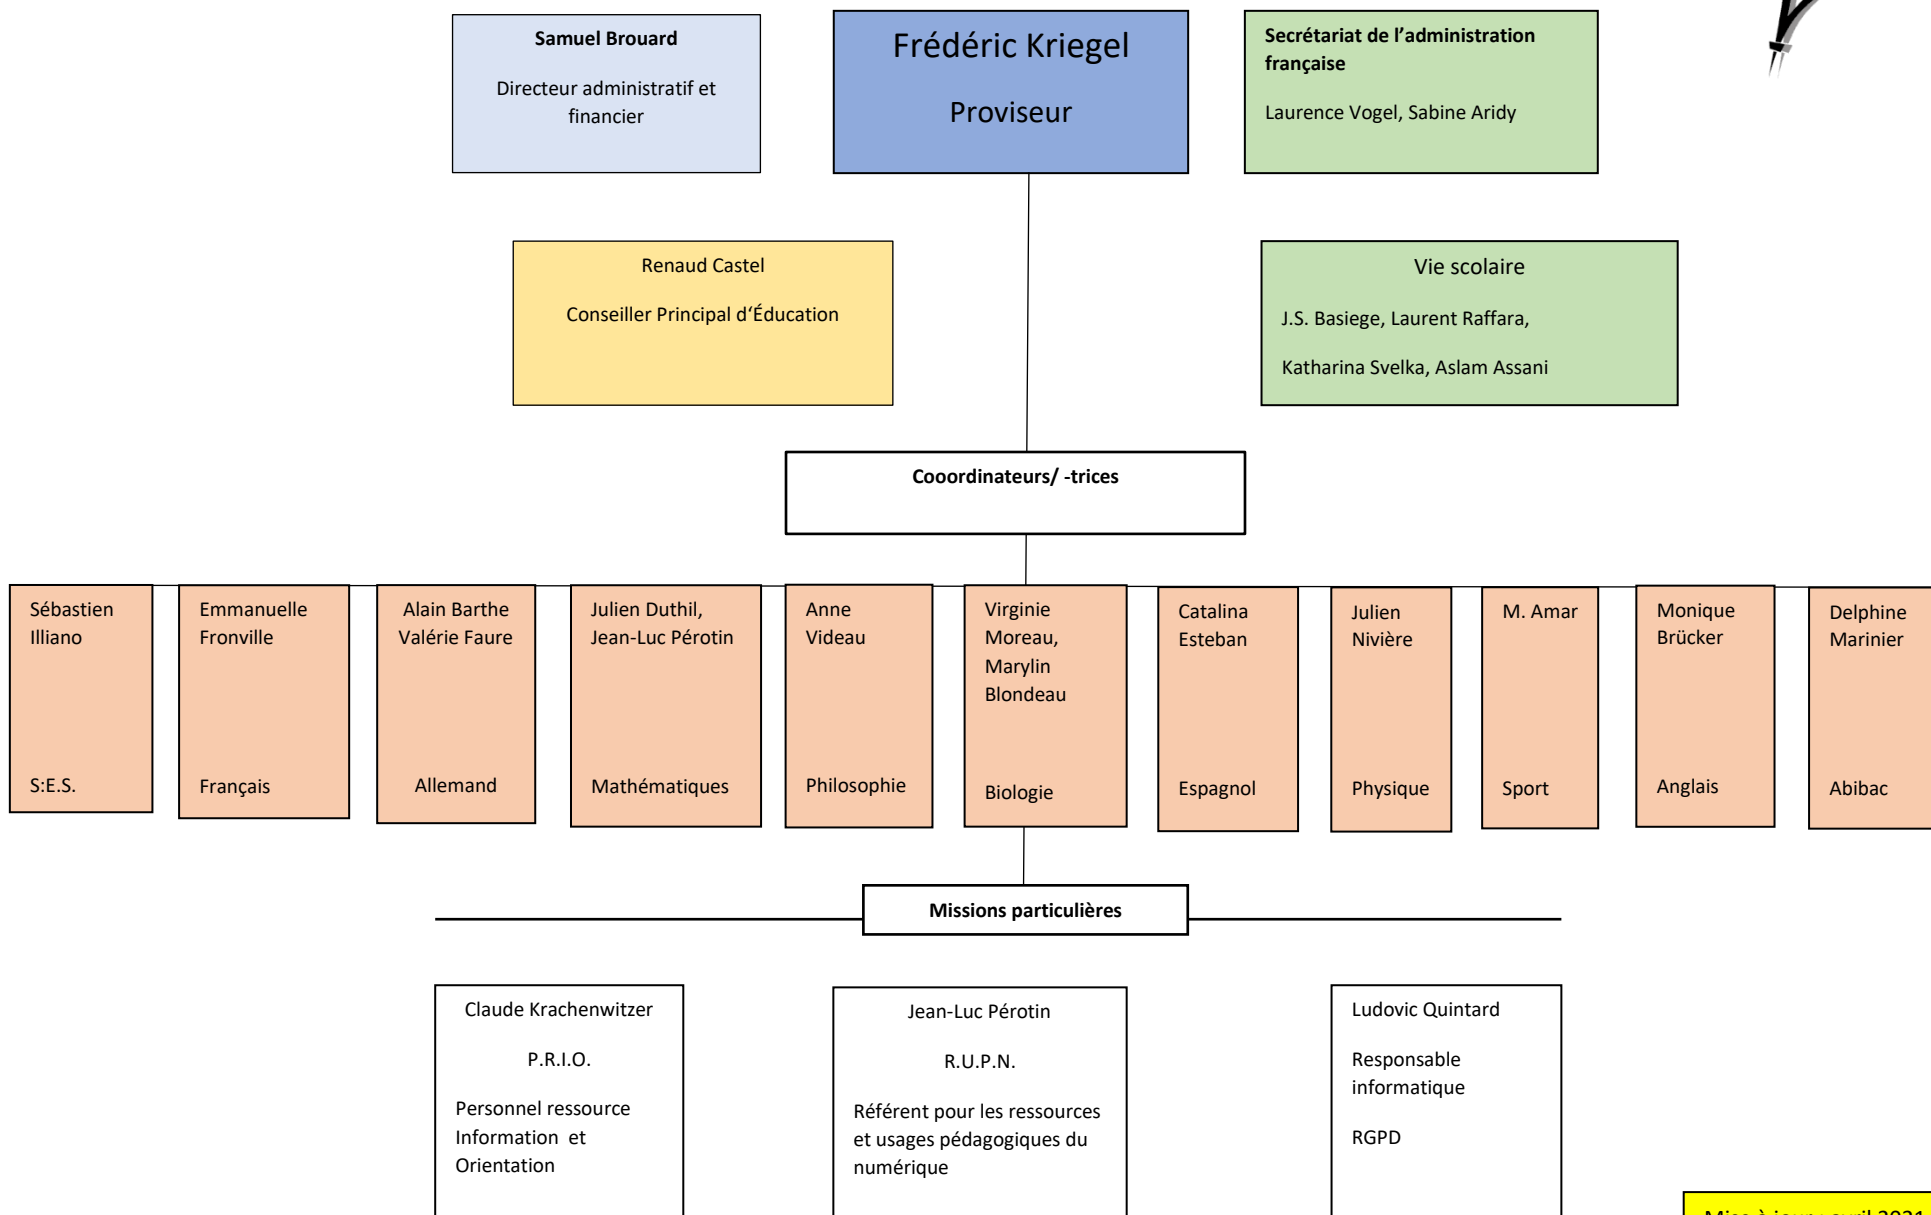 Samuel Brouard
Directeur administratif et
financier
Frédéric Kriegel
Proviseur
Secrétariat de l’administration
française
Laurence Vogel, Sabine Aridy
Renaud Castel
Conseiller Principal d‘Éducation
Vie scolaire
J.S. Basiege, Laurent Raffara,
Katharina Svelka, Aslam Assani
Cooordinateurs/ -trices
Sébastien
Illiano
S:E.S.
Emmanuelle
Fronville
Français
Alain Barthe
Valérie Faure
Allemand
Julien Duthil,
Jean-Luc Pérotin
Mathématiques
Anne
Videau
Philosophie
Virginie
Moreau,
Marylin
Blondeau
Biologie
Catalina
Esteban
Espagnol
Julien
Nivière
Physique
M. Amar
Sport
Monique
Brücker
Anglais
Delphine
Marinier
Abibac
Missions particulières
Claude Krachenwitzer
P.R.I.O.
Personnel ressource
Information et
Orientation
Jean-Luc Pérotin
R.U.P.N.
Référent pour les ressources
et usages pédagogiques du
numérique
Ludovic Quintard
Responsable
informatique
RGPD
Mise à jour : avril 2021